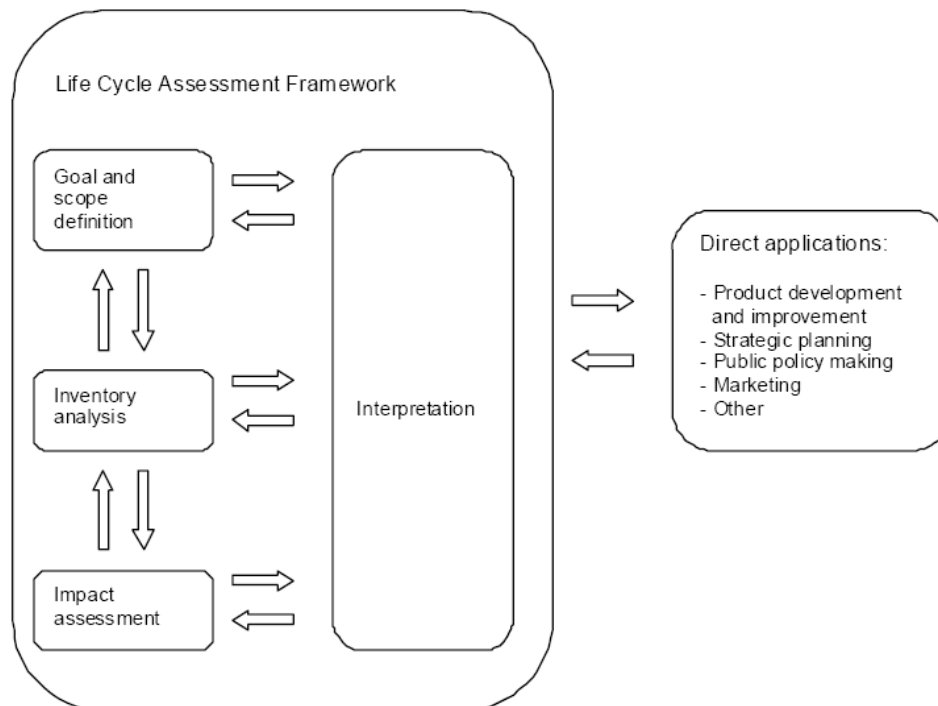 Life Cycle Assessment Framework
Goal and
scope
definition
Inventory
analysis
Impact
assessment
Interpretation
Direct applications:
- Product development
and improvement
- Strategic planning
- Public policy making
- Marketing
- Other